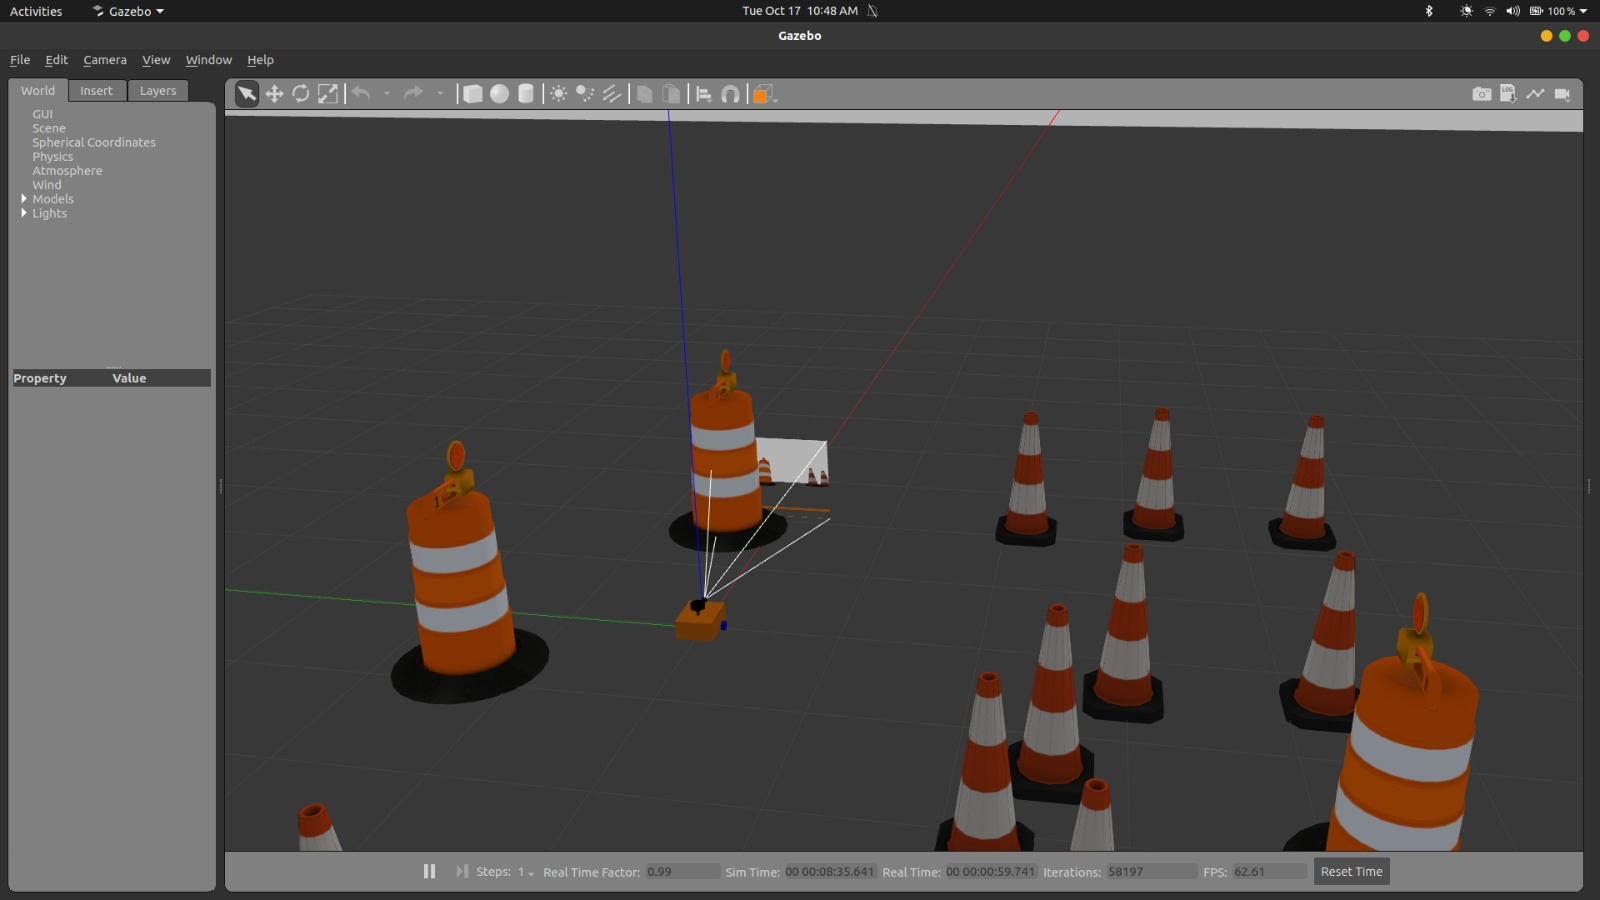 Activities Gazebo Tue Oct 17 10:48 AM 100 %
Gazebo
File Edit Camera View Window Help
World Insert Layers
GUI
Scene
Spherical Coordinates
Physics
Atmosphere
Wind
Models
Lights
Property Value
Steps: 1 Real Time Factor: 0.99 Sim Time: 00 00:08:35.641 Real Time: 00 00:00:59.741 Iterations: 58197 FPS: 62.61 Reset Time
LOG